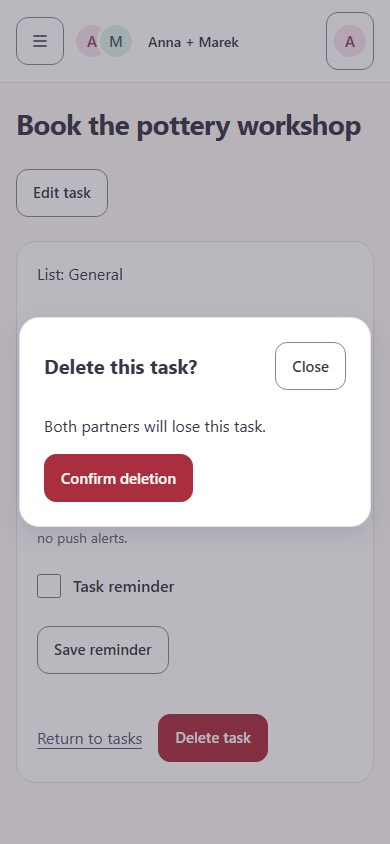 A M Anna + Marek A
Book the pottery workshop
Edit task
List: General
Delete this task?
Close
Both partners will lose this task.
Confirm deletion
no push alerts.
Task reminder
Save reminder
Return to tasks
Delete task